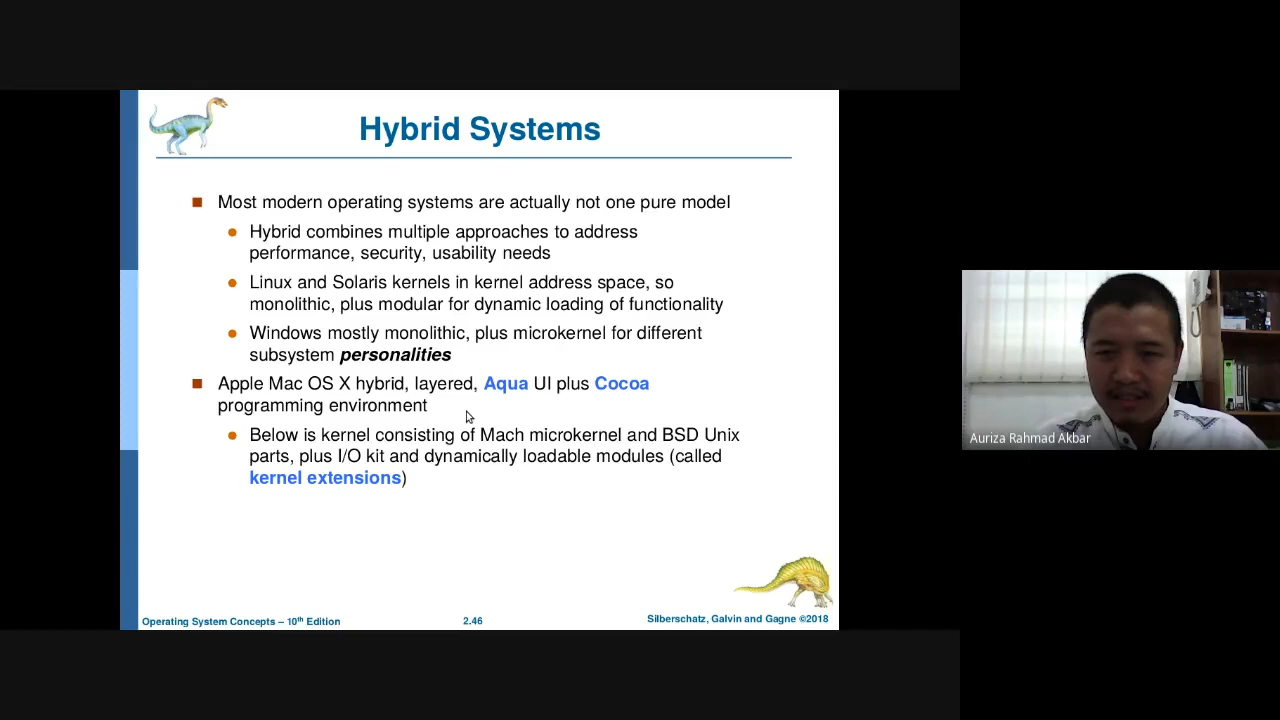 Hybrid Systems
Most modern operating systems are actually not one pure model
Hybrid combines multiple approaches to address
performance, security, usability needs
Linux and Solaris kernels in kernel address space, so
monolithic, plus modular for dynamic loading of functionality
Windows mostly monolithic, plus microkernel for different
subsystem personalities
Apple Mac OS X hybrid, layered, Aqua UI plus Cocoa
programming environment
Below is kernel consisting of Mach microkernel and BSD Unix
parts, plus I/O kit and dynamically loadable modules (called
kernel extensions)
Operating System Concepts – 10th Edition
2.46
Silberschatz, Galvin and Gagne ©2018
Auriza Rahmad Akbar